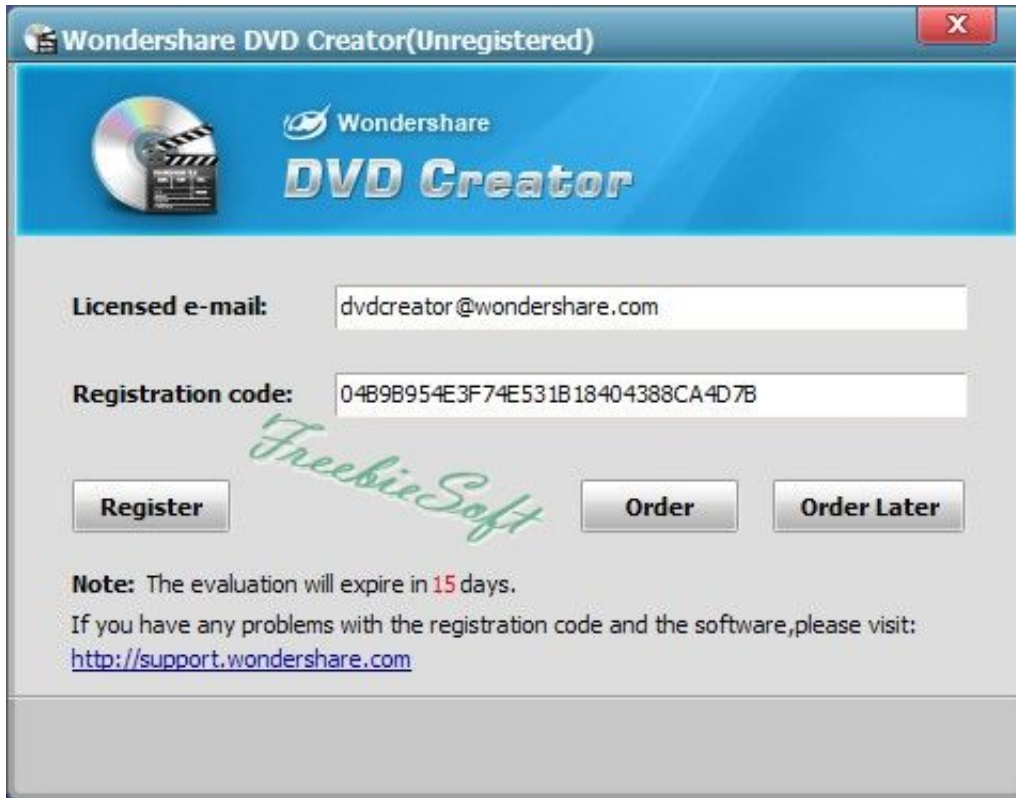 Wondershare DVD Creator(Unregistered)
Wondershare
DVD Creator
Licensed e-mail: dvdcreator@wondershare.com
Registration code: 04B9B954E3F74E531B18404388CA4D7B
FreebieSoft
Register Order Order Later
Note: The evaluation will expire in 15 days.
If you have any problems with the registration code and the software,please visit:
http://support.wondershare.com